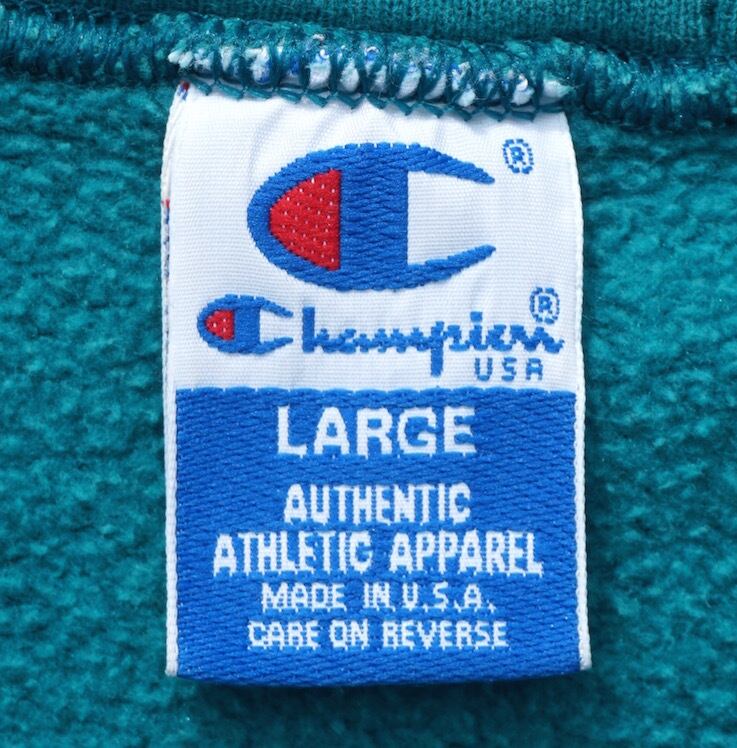 ®
Champion®
USA
LARGE
AUTHENTIC
ATHLETIC APPAREL
MADE IN U.S.A.
CARE ON REVERSE